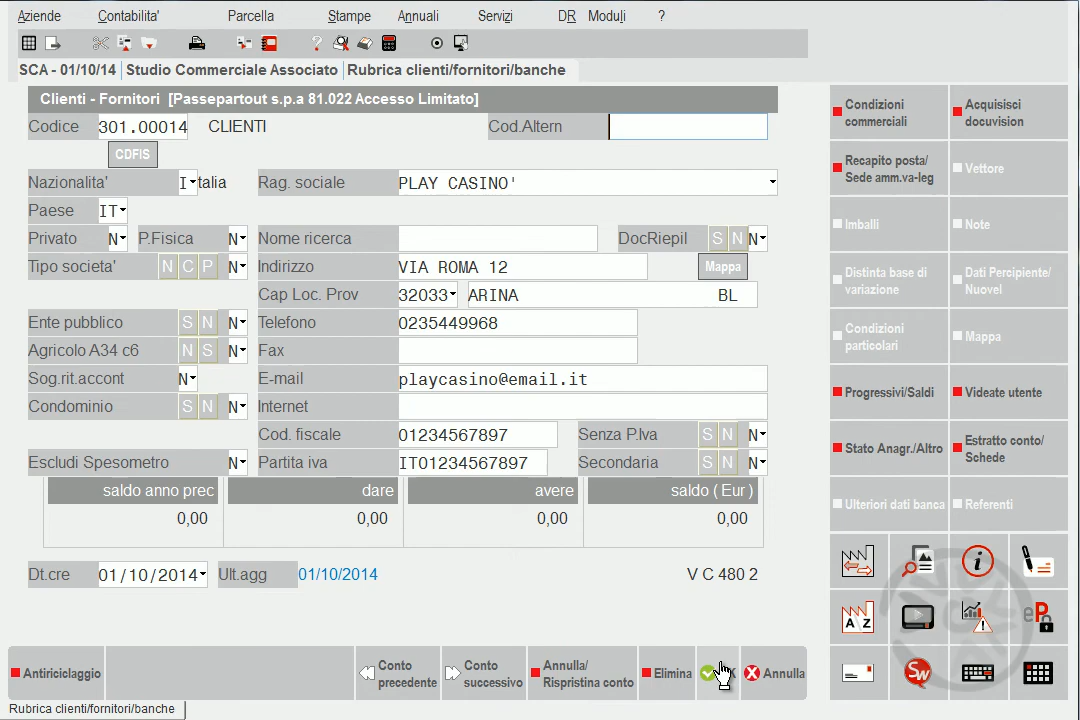 Aziende Contabilita' Parcella Stampe Annuali Servizi DR Moduli ?
SCA - 01/10/14 Studio Commerciale Associato Rubrica clienti/fornitori/banche
Clienti - Fornitori [Passepartout s.p.a 81.022 Accesso Limitato]
Codice 301.00014 CLIENTI Cod.Altern
CDFIS
Nazionalita' Italia Rag. sociale PLAY CASINO'
Paese IT
Privato N P.Fisica N Nome ricerca DocRiepil S N N
Tipo societa' N C P N Indirizzo VIA ROMA 12 Mappa
Cap Loc. Prov 32033 ARINA BL
Ente pubblico S N N Telefono 0235449968
Agricolo A34 c6 N S N Fax
Sog.rit.accont N E-mail playcasino@email.it
Condominio S N N Internet
Cod. fiscale 01234567897 Senza P.Iva S N N
Escludi Spesometro N Partita iva IT01234567897 Secondaria S N N
saldo anno prec dare avere saldo ( Eur )
0,00 0,00 0,00 0,00
Dt.cre 01/10/2014 Ult.agg 01/10/2014 V C 480 2
Condizioni commerciali
Acquisisci docuvision
Recapito posta/ Sede amm.va-leg
Vettore
Imballi
Note
Distinta base di variazione
Dati Percipiente/ Nuovel
Condizioni particolari
Mappa
Progressivi/Saldi
Videate utente
Stato Anagr./Altro
Estratto conto/ Schede
Ulteriori dati banca
Referenti
A Z
eP
Sw
Antiriciclaggio
Conto precedente
Conto successivo
Annulla/ Rispristina conto
Elimina
Annulla
Rubrica clienti/fornitori/banche